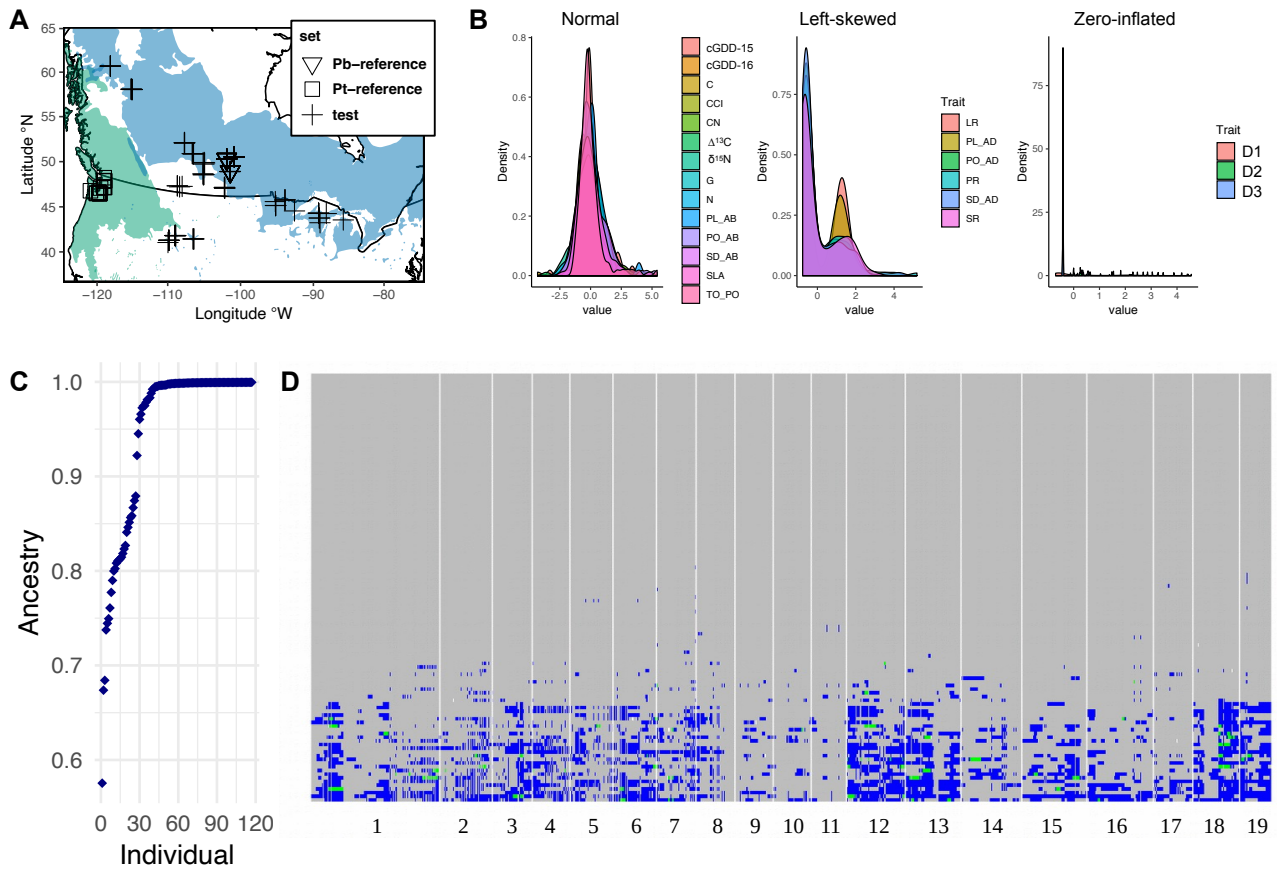 A
65
60
55
50
45
40
Latitude °N
−120
−110
−100
−90
−80
Longitude °W
set
Pb−reference
Pt−reference
test
B
Normal
0.8
0.6
0.4
0.2
0.0
Density
-2.5
0.0
2.5
5.0
value
cGDD-15
cGDD-16
C
CCI
CN
Δ¹³C
δ¹⁵N
G
N
PL_AB
PO_AB
SD_AB
SLA
TO_PO
Left-skewed
0.75
0.50
0.25
0.00
Density
0
2
4
value
Trait
LR
PL_AD
PO_AD
PR
SD_AD
SR
Zero-inflated
75
50
25
0
Density
0
1
2
3
4
value
Trait
D1
D2
D3
C
1.0
0.9
0.8
0.7
0.6
Ancestry
0 30 60 90 120
Individual
D
1 2 3 4 5 6 7 8 9 10 11 12 13 14 15 16 17 18 19